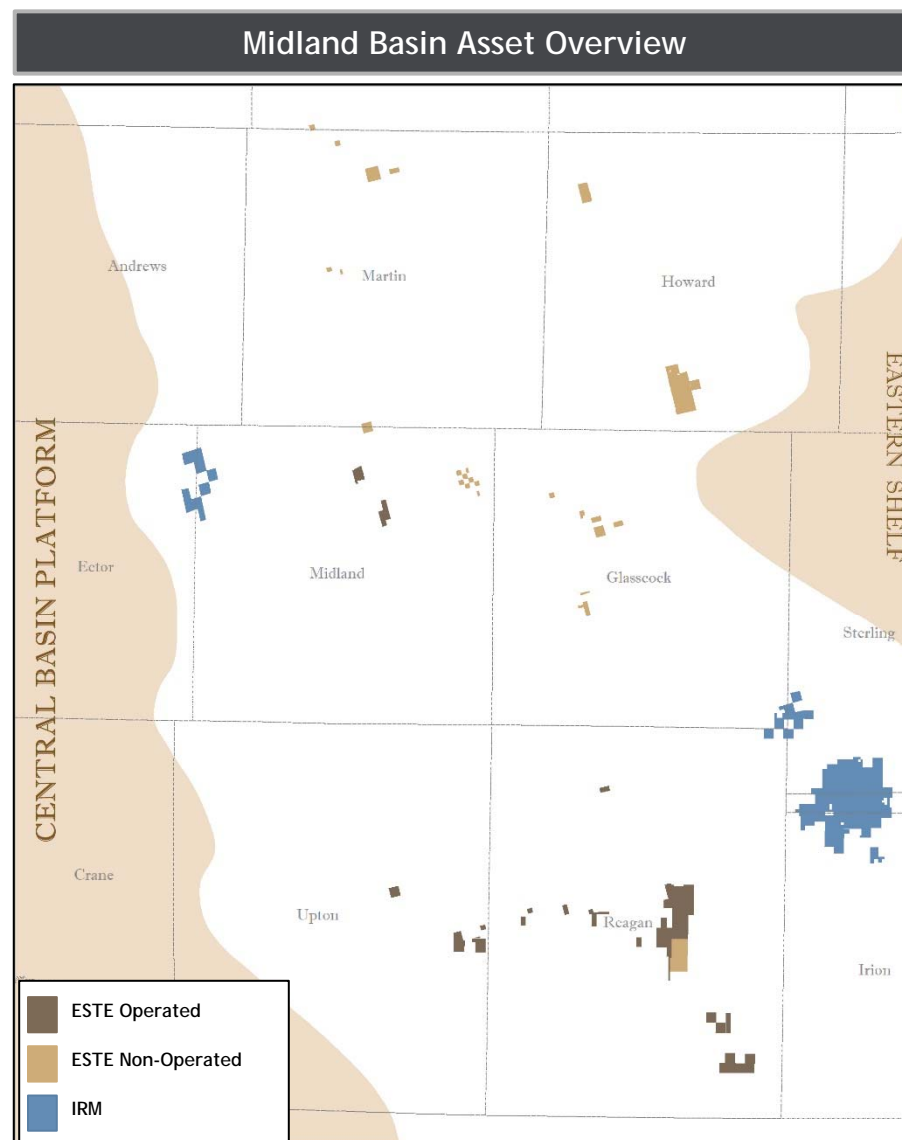 Midland Basin Asset Overview
Andrews
Martin
Howard
EASTERN SHELF
CENTRAL BASIN PLATFORM
Ector
Midland
Glasscock
Sterling
Crane
Upton
Reagan
Irion
ESTE Operated
ESTE Non-Operated
IRM